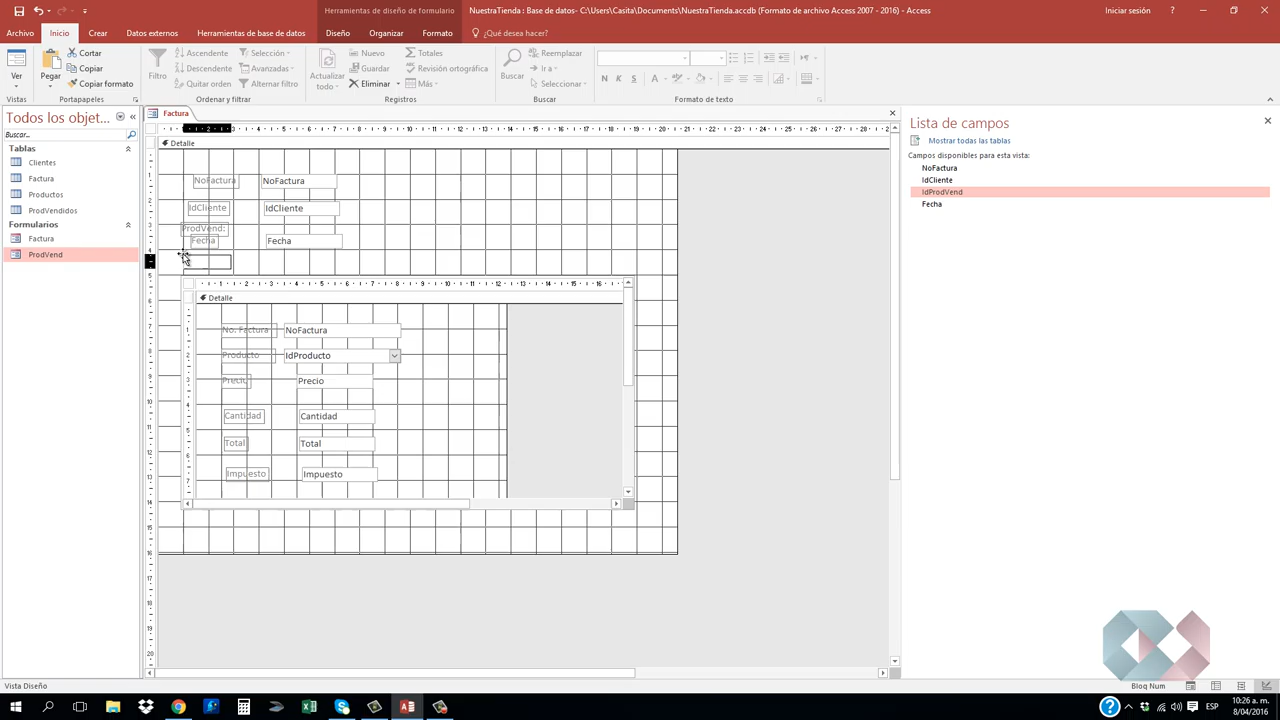 Herramientas de diseño de formulario
NuestraTienda : Base de datos- C:\Users\Casita\Documents\NuestraTienda.accdb (Formato de archivo Access 2007 - 2016) - Access
Iniciar sesión
Archivo Inicio Crear Datos externos Herramientas de base de datos Diseño Organizar Formato ¿Qué desea hacer?
Ver
Pegar
Cortar
Copiar
Copiar formato
Filtro
Ascendente
Descendente
Quitar orden
Selección
Avanzadas
Alternar filtro
Actualizar todo
Nuevo
Guardar
Eliminar
Totales
Revisión ortográfica
Más
Buscar
Reemplazar
Ir a
Seleccionar
N K S
Vistas Portapapeles Ordenar y filtrar Registros Buscar Formato de texto
Todos los objet...
Buscar...
Tablas
Clientes
Factura
Productos
ProdVendidos
Formularios
Factura
ProdVend
Factura
Detalle
NoFactura NoFactura
IdCliente IdCliente
ProdVend:
Fecha Fecha
Detalle
No. Factura NoFactura
Producto IdProducto
Precio Precio
Cantidad Cantidad
Total Total
Impuesto Impuesto
Lista de campos
Mostrar todas las tablas
Campos disponibles para esta vista:
NoFactura
IdCliente
IdProdVend
Fecha
Vista Diseño
Bloq Num
ESP
10:26 a. m.
8/04/2016